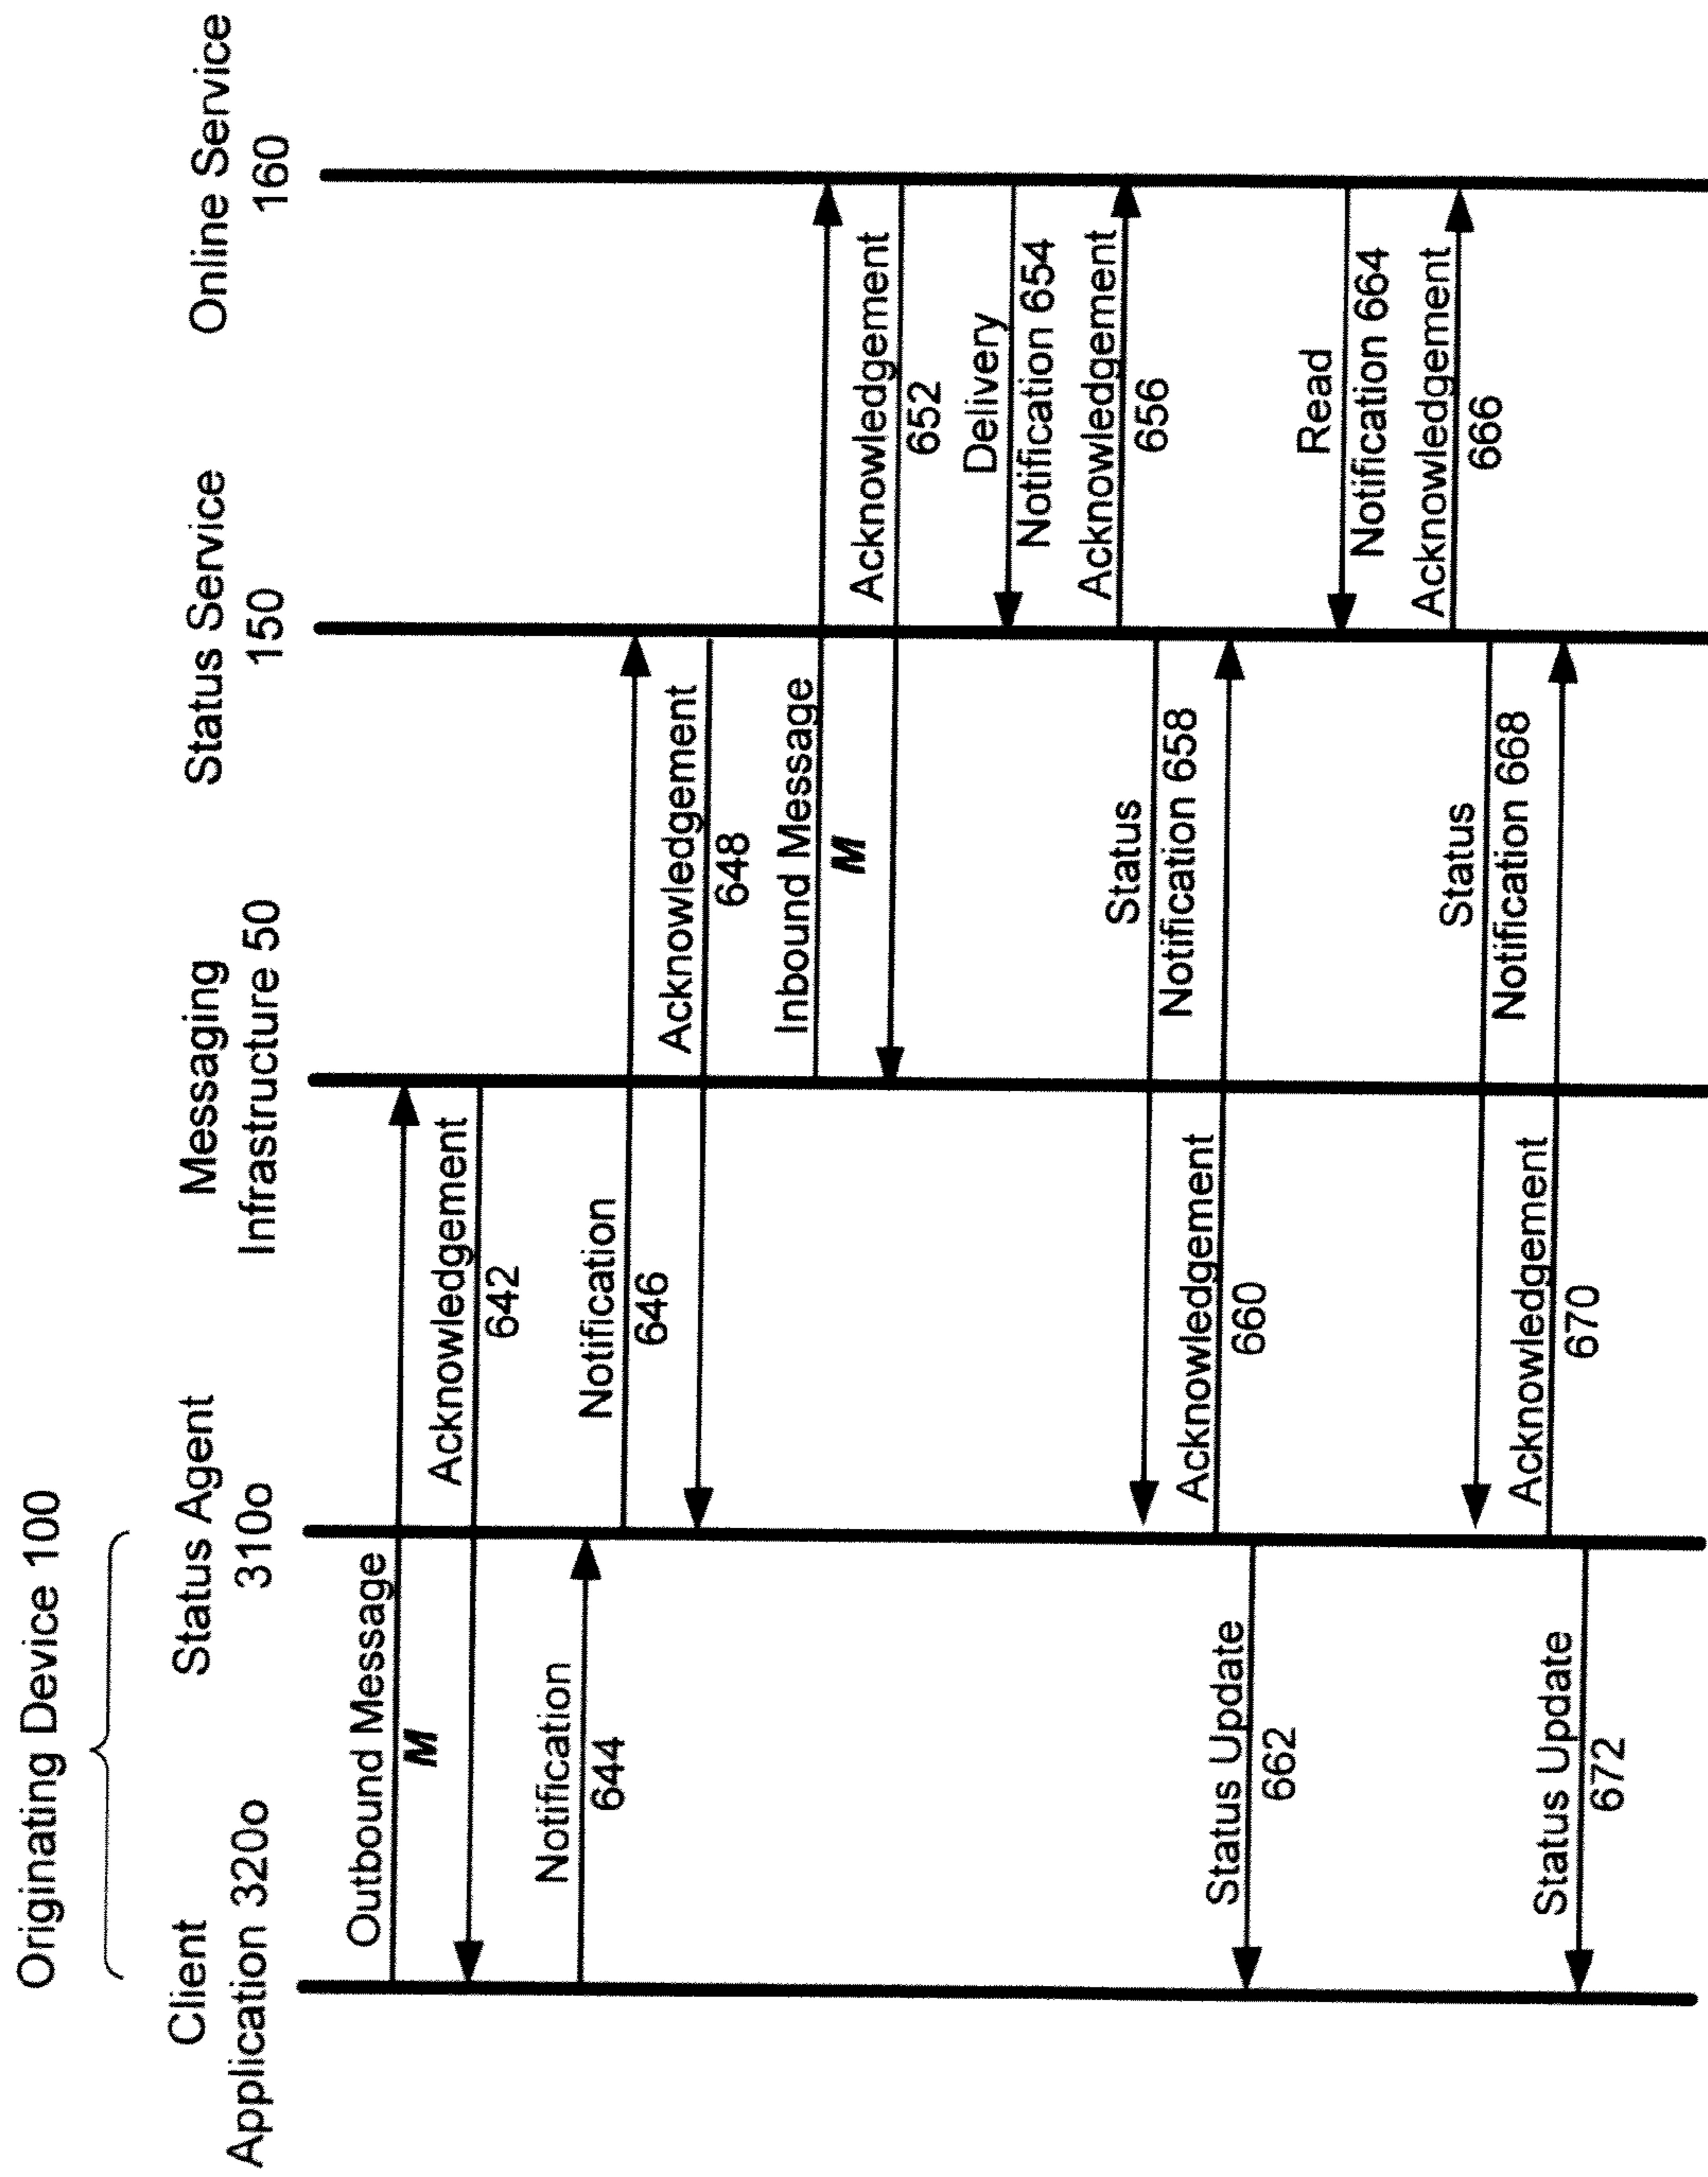 Originating Device 100
Client
Application 320o
Status Agent
310o
Messaging
Infrastructure 50
Status Service
150
Online Service
160
Outbound Message
M
Acknowledgement
642
Notification
644
Notification
646
Acknowledgement
648
Inbound Message
M
Acknowledgement
652
Delivery
Notification 654
Acknowledgement
656
Status
Notification 658
Acknowledgement
660
Status Update
662
Read
Notification 664
Acknowledgement
666
Status
Notification 668
Acknowledgement
670
Status Update
672